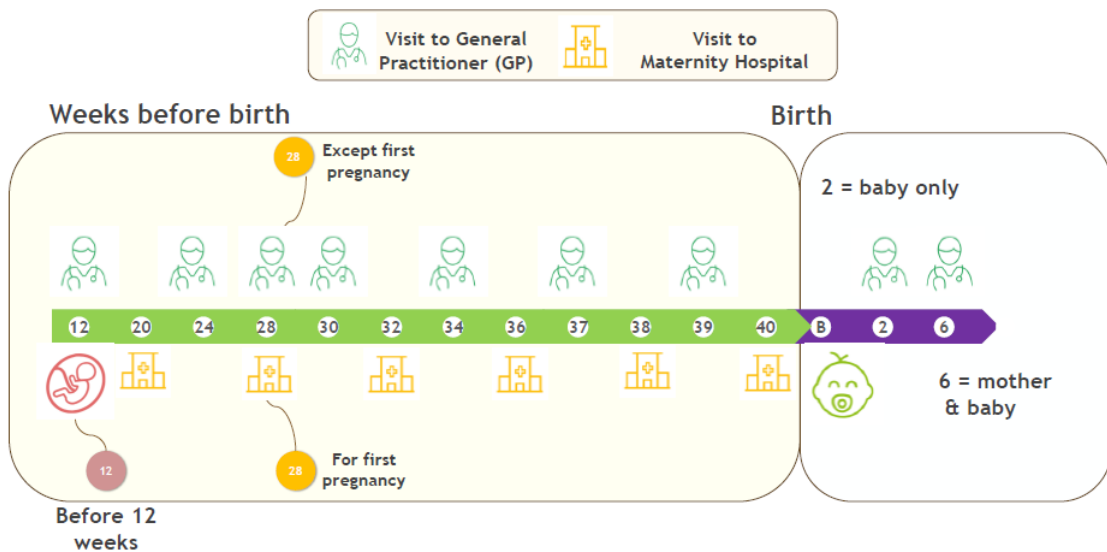 Visit to General
Practitioner (GP)
Visit to
Maternity Hospital
Weeks before birth
Birth
28
Except first
pregnancy
2 = baby only
12
20
24
28
30
32
34
36
37
38
39
40
B
2
6
6 = mother
& baby
12
28
For first
pregnancy
Before 12
weeks